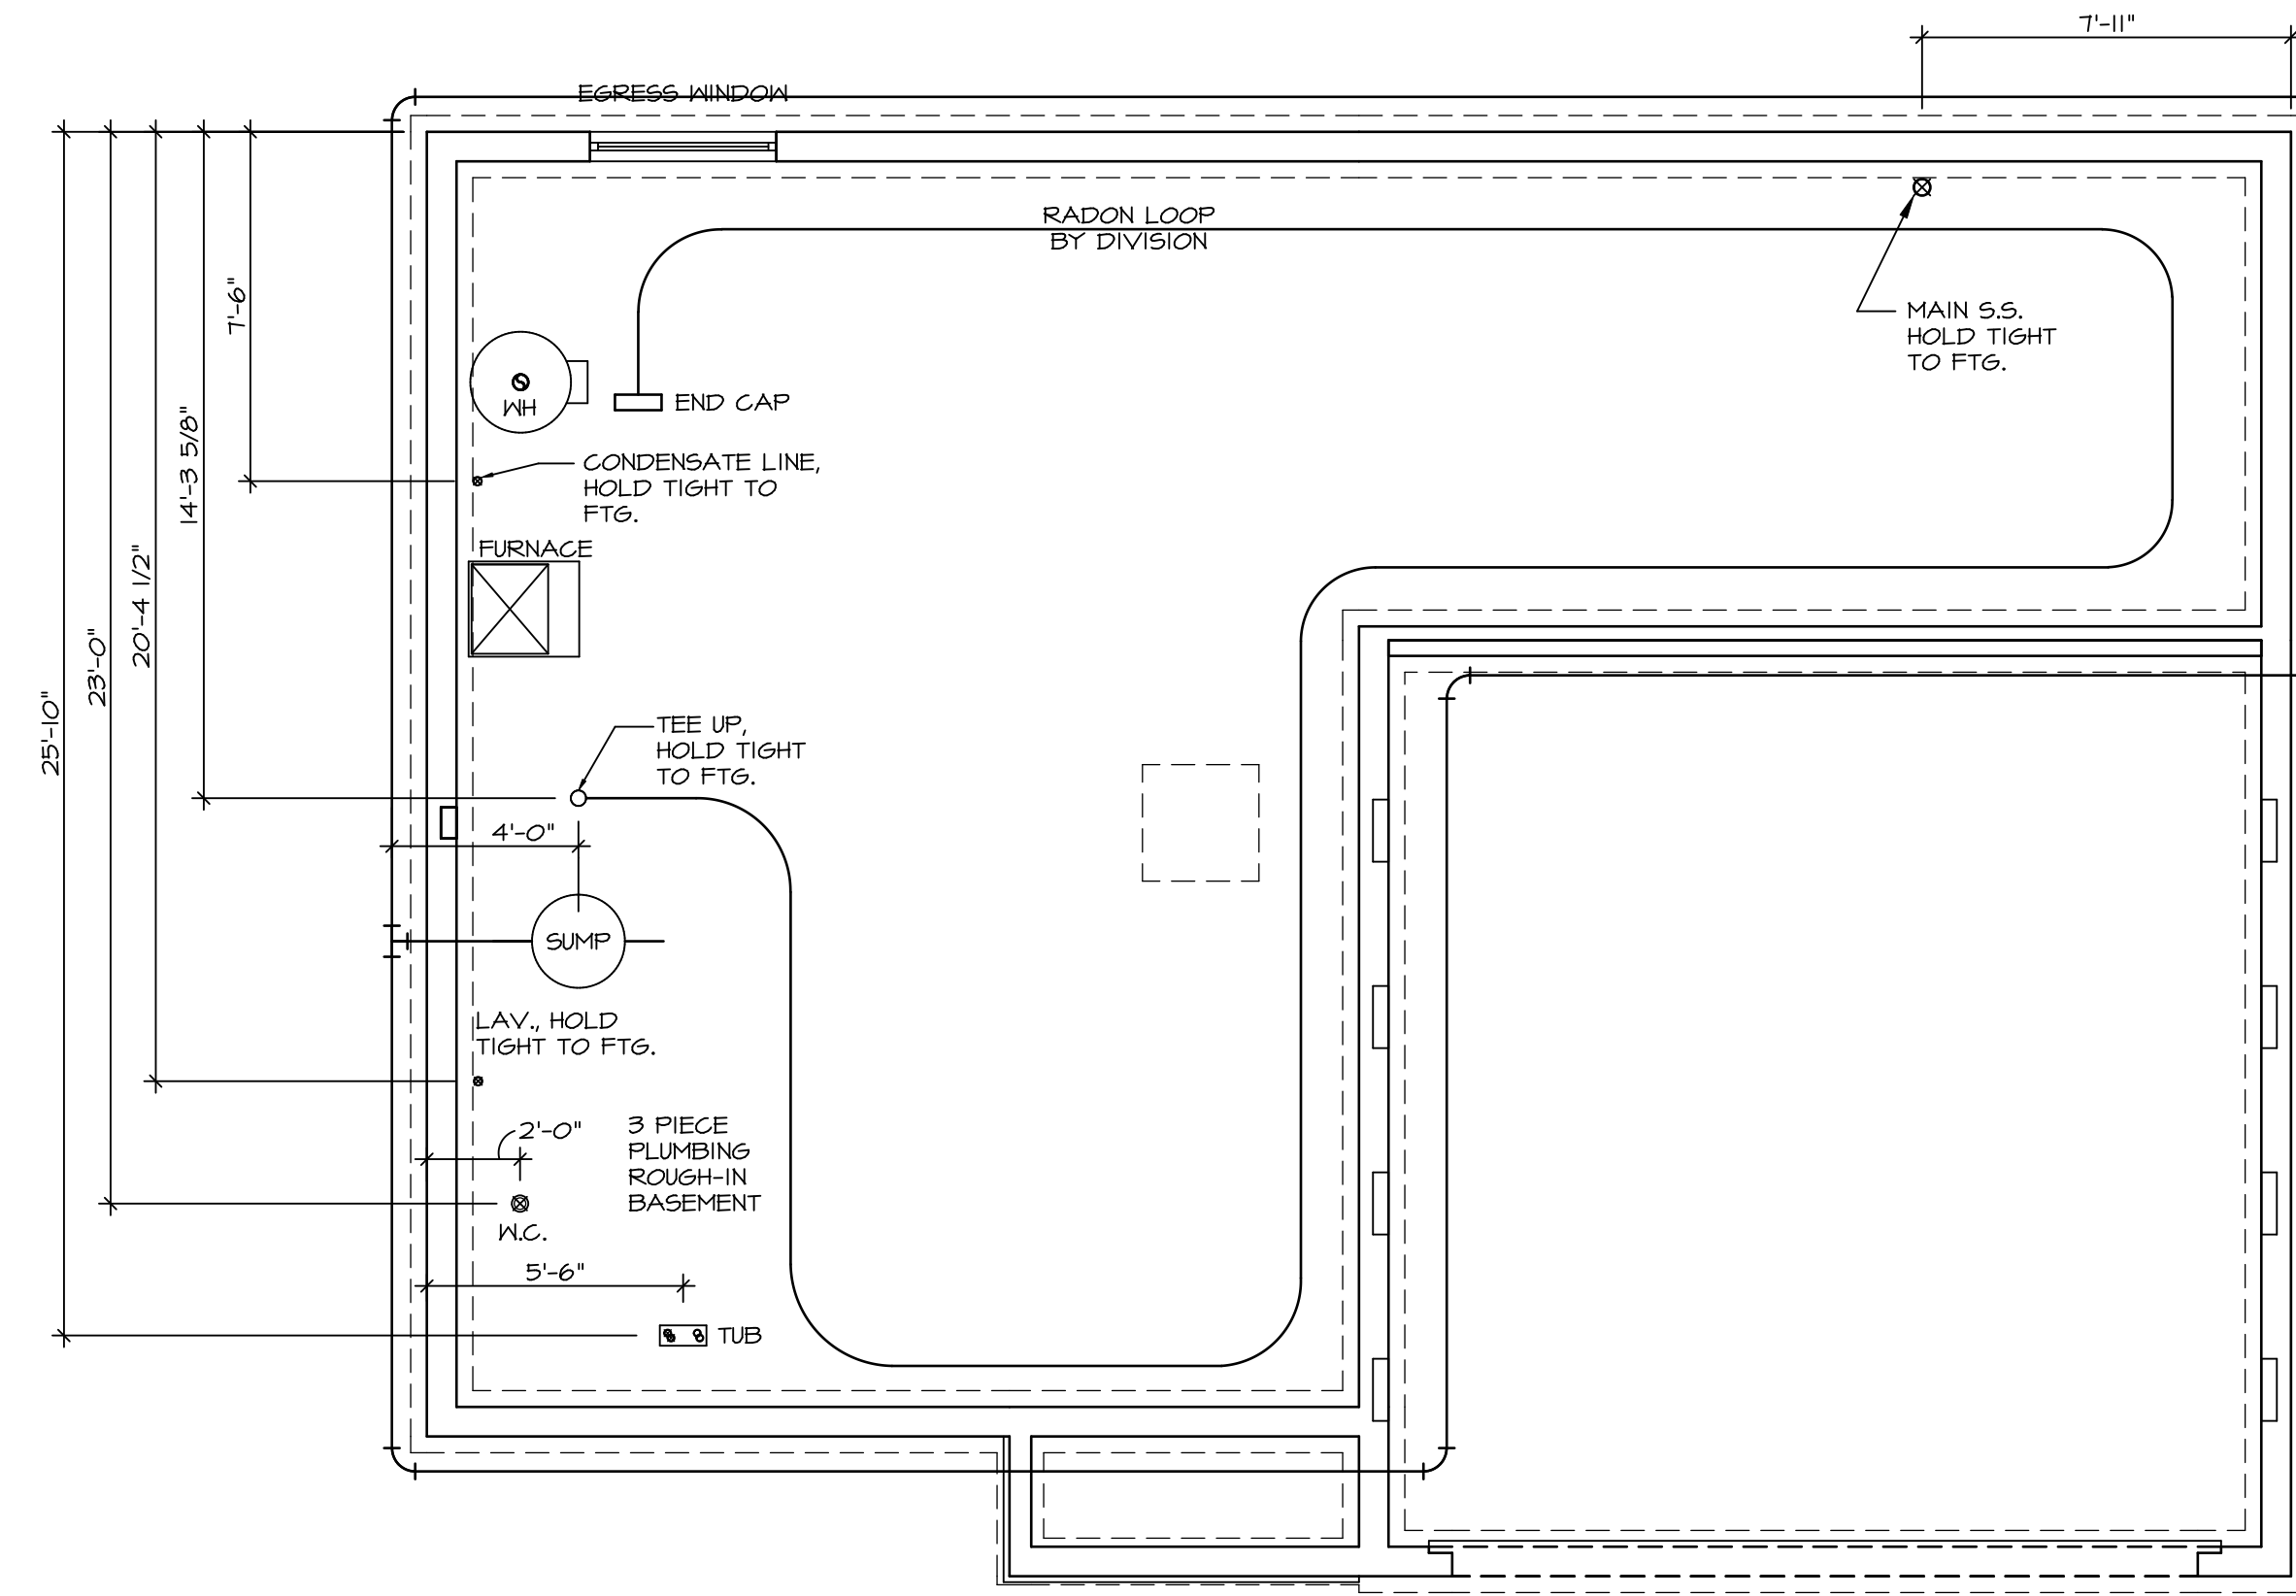 7'-11"
EGRESS WINDOW
RADON LOOP
BY DIVISION
7'-6"
MAIN S.S.
HOLD TIGHT
TO FTG.
WH
END CAP
14'-3 5/8"
CONDENSATE LINE,
HOLD TIGHT TO
FTG.
FURNACE
20'-4 1/2"
23'-0"
25'-10"
TEE UP,
HOLD TIGHT
TO FTG.
4'-0"
SUMP
LAV., HOLD
TIGHT TO FTG.
2'-0"
3 PIECE
PLUMBING
ROUGH-IN
BASEMENT
W.C.
5'-6"
TUB